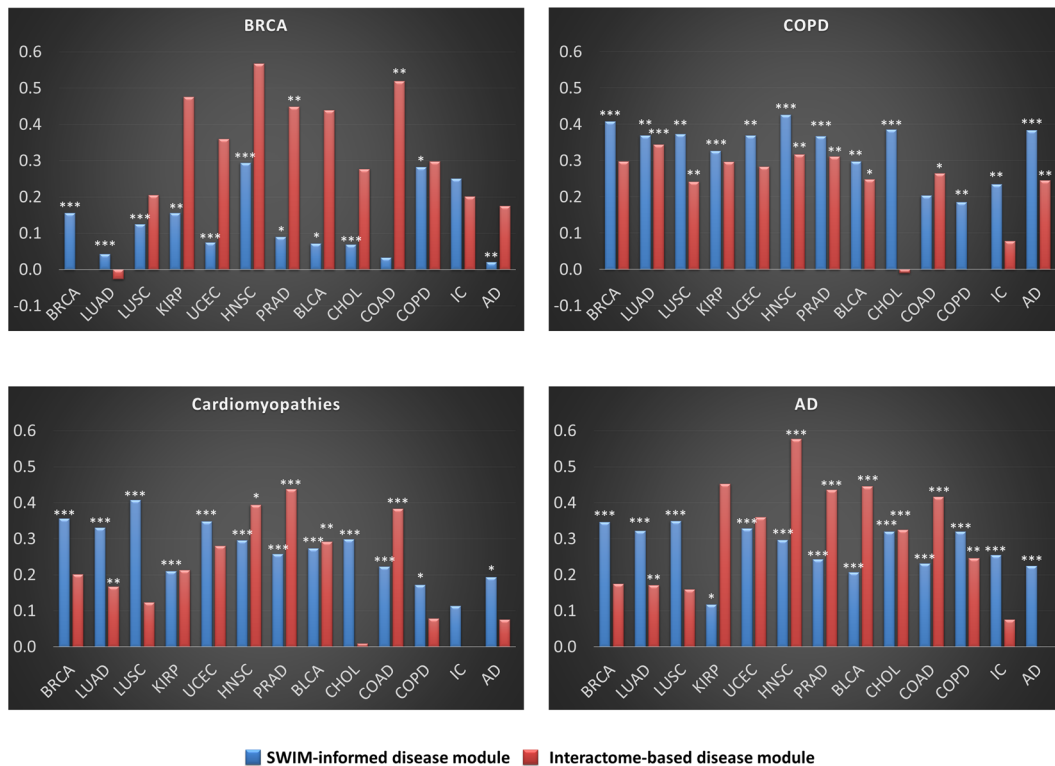 BRCA
0.6
0.5
0.4
0.3
0.2
0.1
0.0
-0.1
*** *** *** ** *** *** * ** * *** ** * **
BRCA LUAD LUSC KIRP UCEC HNSC PRAD BLCA CHOL COAD COPD IC AD
COPD
0.6
0.5
0.4
0.3
0.2
0.1
0.0
-0.1
*** ** *** ** ** *** ** *** ** *** ** ** * *** * ** ** *** **
BRCA LUAD LUSC KIRP UCEC HNSC PRAD BLCA CHOL COAD COPD IC AD
Cardiomyopathies
0.6
0.5
0.4
0.3
0.2
0.1
0.0
*** *** ** *** *** *** *** * *** *** *** ** *** *** *** * *
BRCA LUAD LUSC KIRP UCEC HNSC PRAD BLCA CHOL COAD COPD IC AD
AD
0.6
0.5
0.4
0.3
0.2
0.1
0.0
*** *** ** *** * *** *** *** *** *** *** *** *** *** *** *** *** ** *** ***
BRCA LUAD LUSC KIRP UCEC HNSC PRAD BLCA CHOL COAD COPD IC AD
SWIM-informed disease module Interactome-based disease module